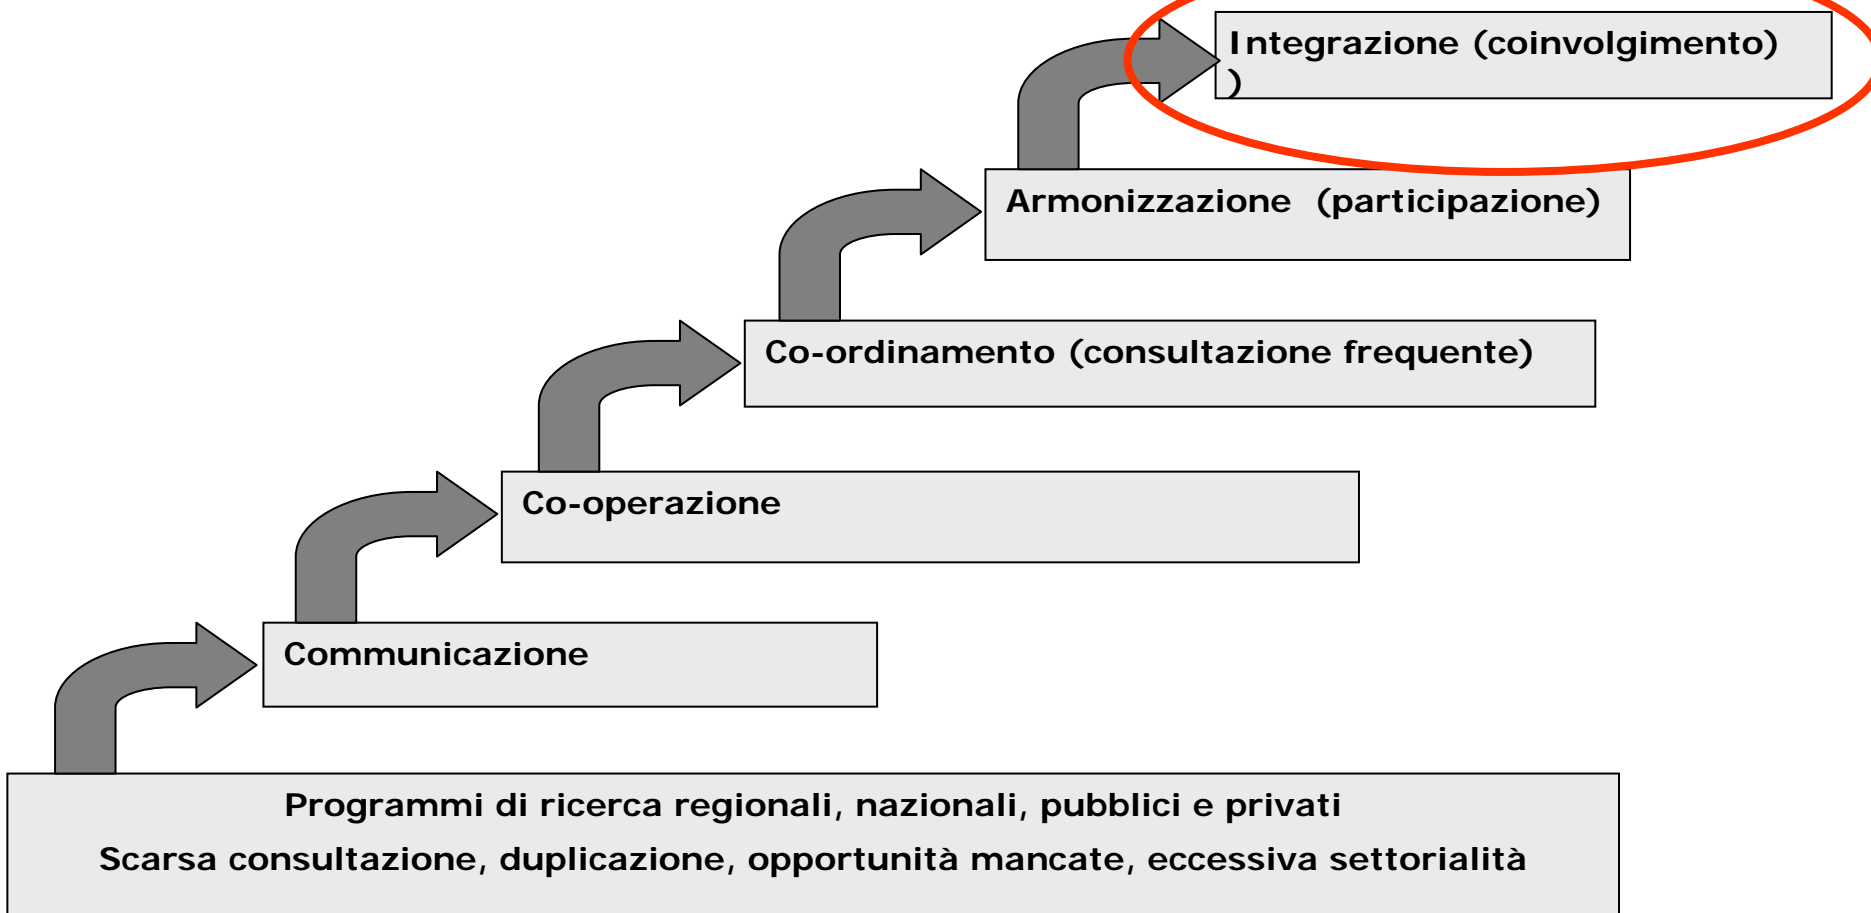 Integrazione (coinvolgimento)
)
Armonizzazione (participazione)
Co-ordinamento (consultazione frequente)
Co-operazione
Communicazione
Programmi di ricerca regionali, nazionali, pubblici e privati
Scarsa consultazione, duplicazione, opportunità mancate, eccessiva settorialità